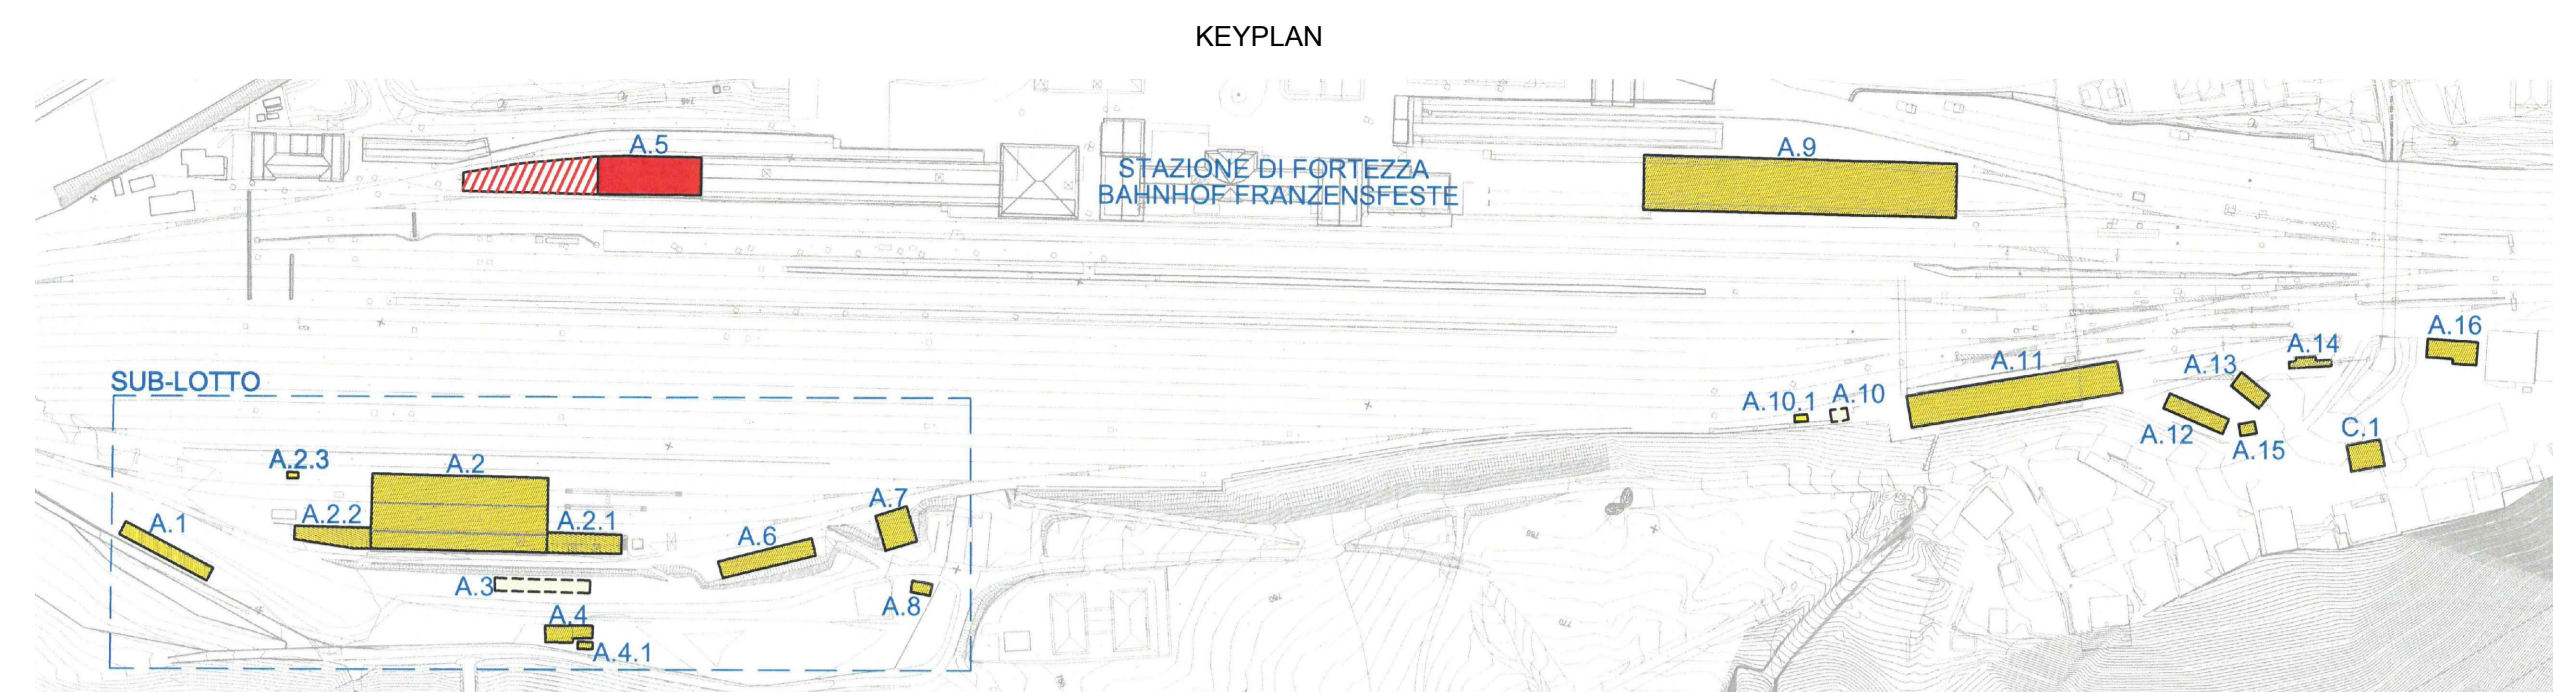 KEYPLAN
A.5
STAZIONE DI FORTEZZA
BAHNHOF FRANZENSFESTE
A.9
SUB-LOTTO
A.16
A.14
A.13
A.11
A.10.1
A.10
A.12
A.15
C.1
A.2.3
A.2
A.1
A.2.2
A.2.1
A.7
A.6
A.3
A.8
A.4
A.4.1